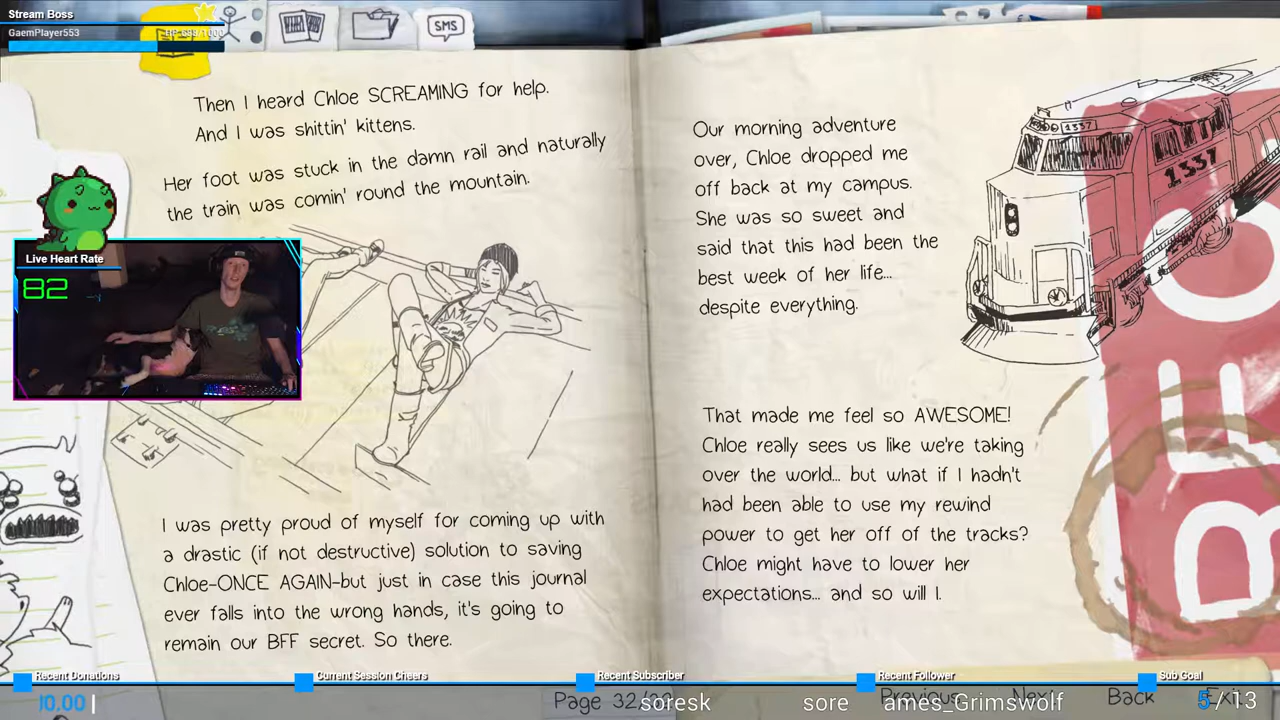 Stream Boss
GaemPlayer553
SMS
Then I heard Chloe SCREAMING for help.
And I was shittin' kittens.
Her foot was stuck in the damn rail and naturally
the train was comin' round the mountain.
Live Heart Rate
82
I was pretty proud of myself for coming up with
a drastic (if not destructive) solution to saving
Chloe-ONCE AGAIN-but just in case this journal
ever falls into the wrong hands, it's going to
remain our BFF secret. So there.
Our morning adventure
over, Chloe dropped me
off back at my campus.
She was so sweet and
said that this had been the
best week of her life...
despite everything.
1337
1337
That made me feel so AWESOME!
Chloe really sees us like we're taking
over the world... but what if I hadn't
had been able to use my rewind
power to get her off of the tracks?
Chloe might have to lower her
expectations... and so will I.
Recent Donations
Current Session Cheers
Recent Subscriber
Recent Follower
Sub Goal
10.00
Page 32/
soresk
sore
ames_Grimswolf
Previous
Next
Back
Exit
5 / 13